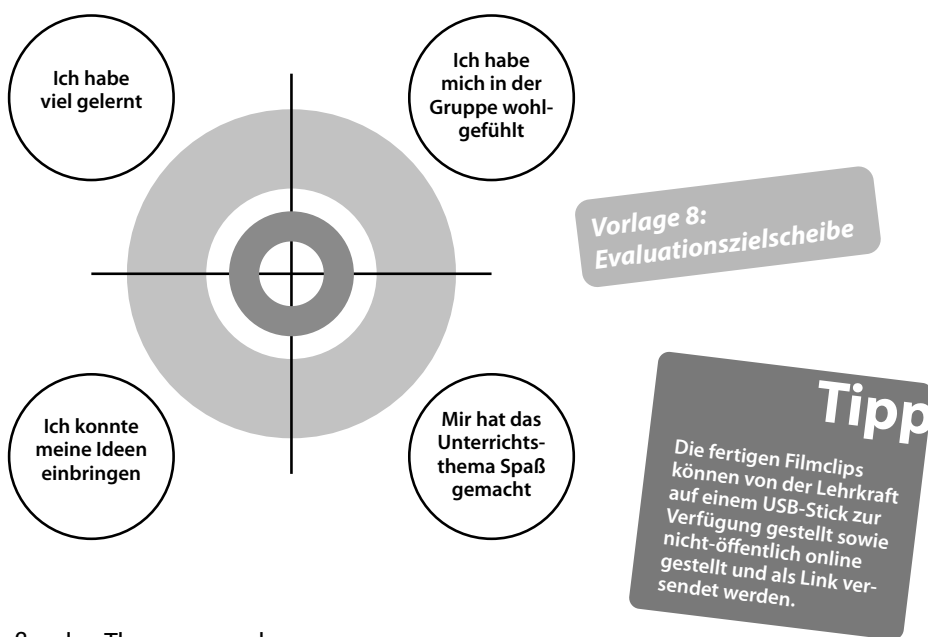 Ich habe
viel gelernt
Ich habe
mich in der
Gruppe wohl-
gefühlt
Vorlage 8:
Evaluationszielscheibe
Ich konnte
meine Ideen
einbringen
Mir hat das
Unterrichts-
thema Spaß
gemacht
Tipp
Die fertigen Filmclips
können von der Lehrkraft
auf einem USB-Stick zur
Verfügung gestellt sowie
nicht-öffentlich online
gestellt und als Link ver-
sendet werden.